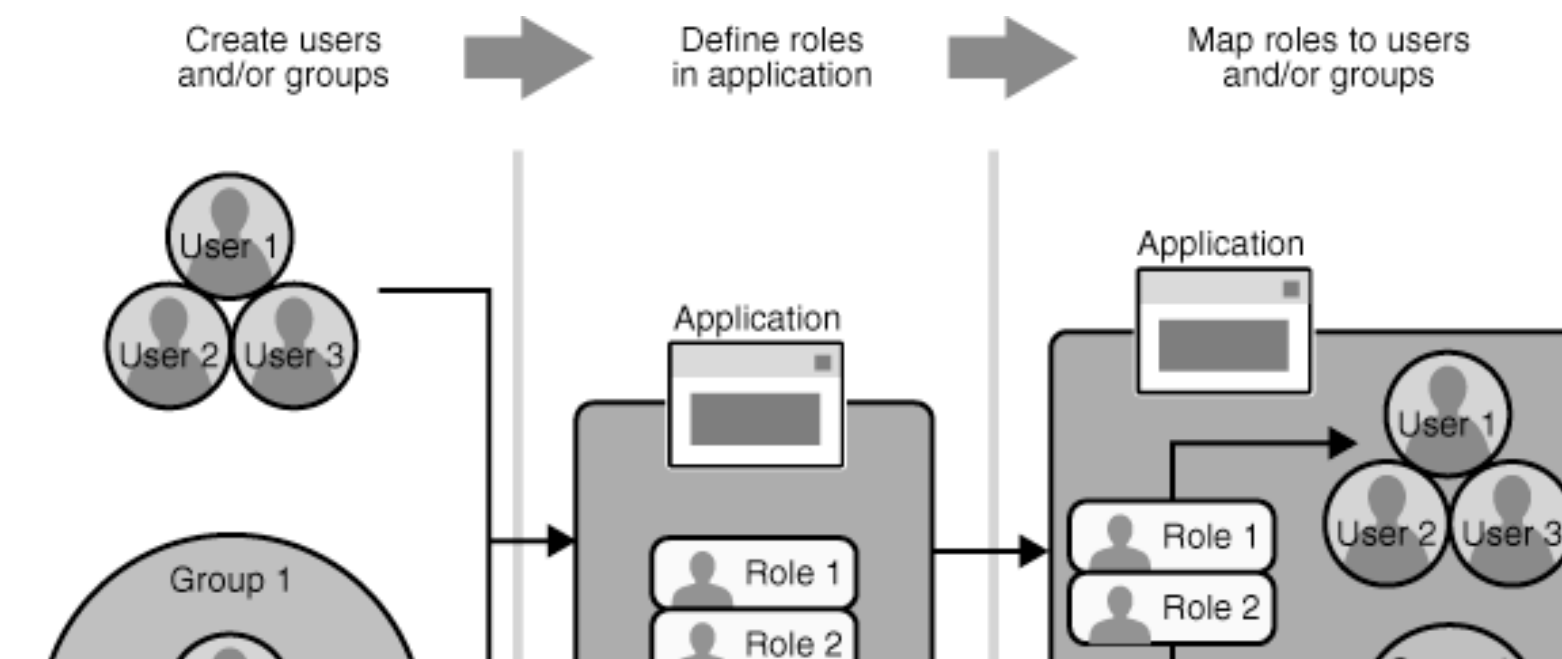 Create users
and/or groups
Define roles
in application
Map roles to users
and/or groups
User 1
User 2
User 3
Group 1
Application
Role 1
Role 2
Application
User 1
User 2
User 3
Role 1
Role 2